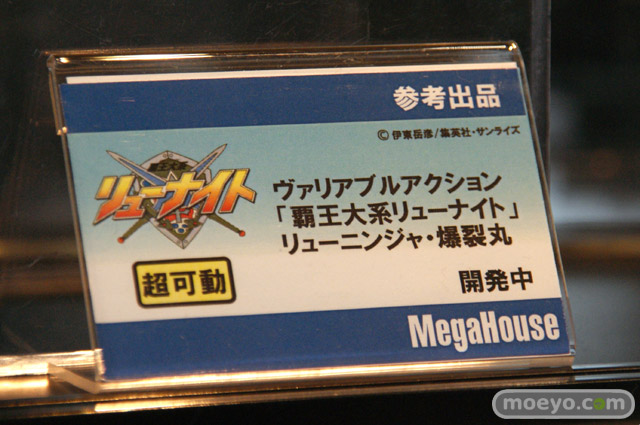 参考出品
© 伊東岳彦/集英社・サンライズ
リューナイト
ヴァリアブルアクション
「覇王大系リューナイト」
リューニンジャ・爆裂丸
超可動
開発中
MegaHouse
moeyo.com